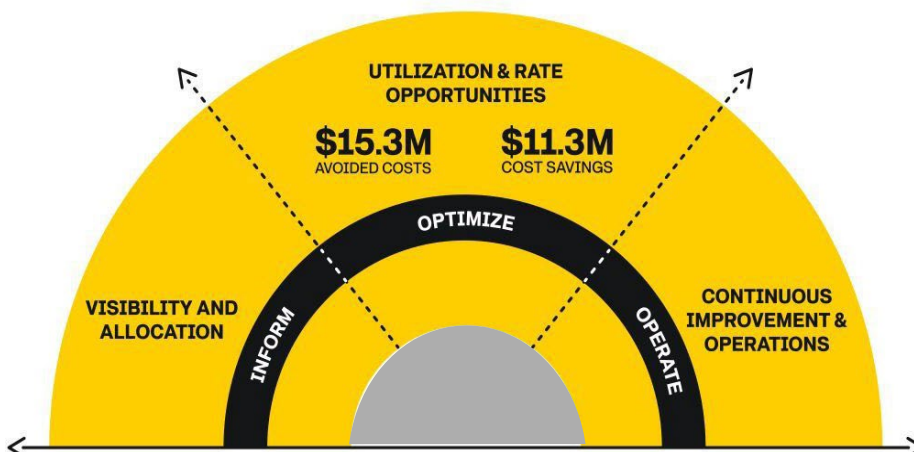 UTILIZATION & RATE
OPPORTUNITIES
$15.3M
AVOIDED COSTS
$11.3M
COST SAVINGS
OPTIMIZE
VISIBILITY AND
ALLOCATION
INFORM
OPERATE
CONTINUOUS
IMPROVEMENT &
OPERATIONS